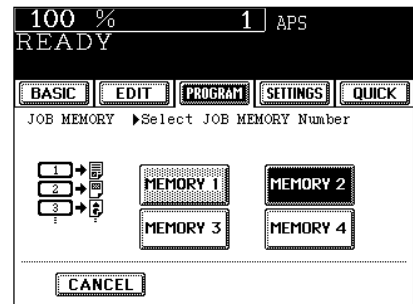 100 % 1 APS
READY
BASIC EDIT PROGRAM SETTINGS QUICK
JOB MEMORY ▶Select JOB MEMORY Number
1
2
3
MEMORY 1 MEMORY 2
MEMORY 3 MEMORY 4
CANCEL